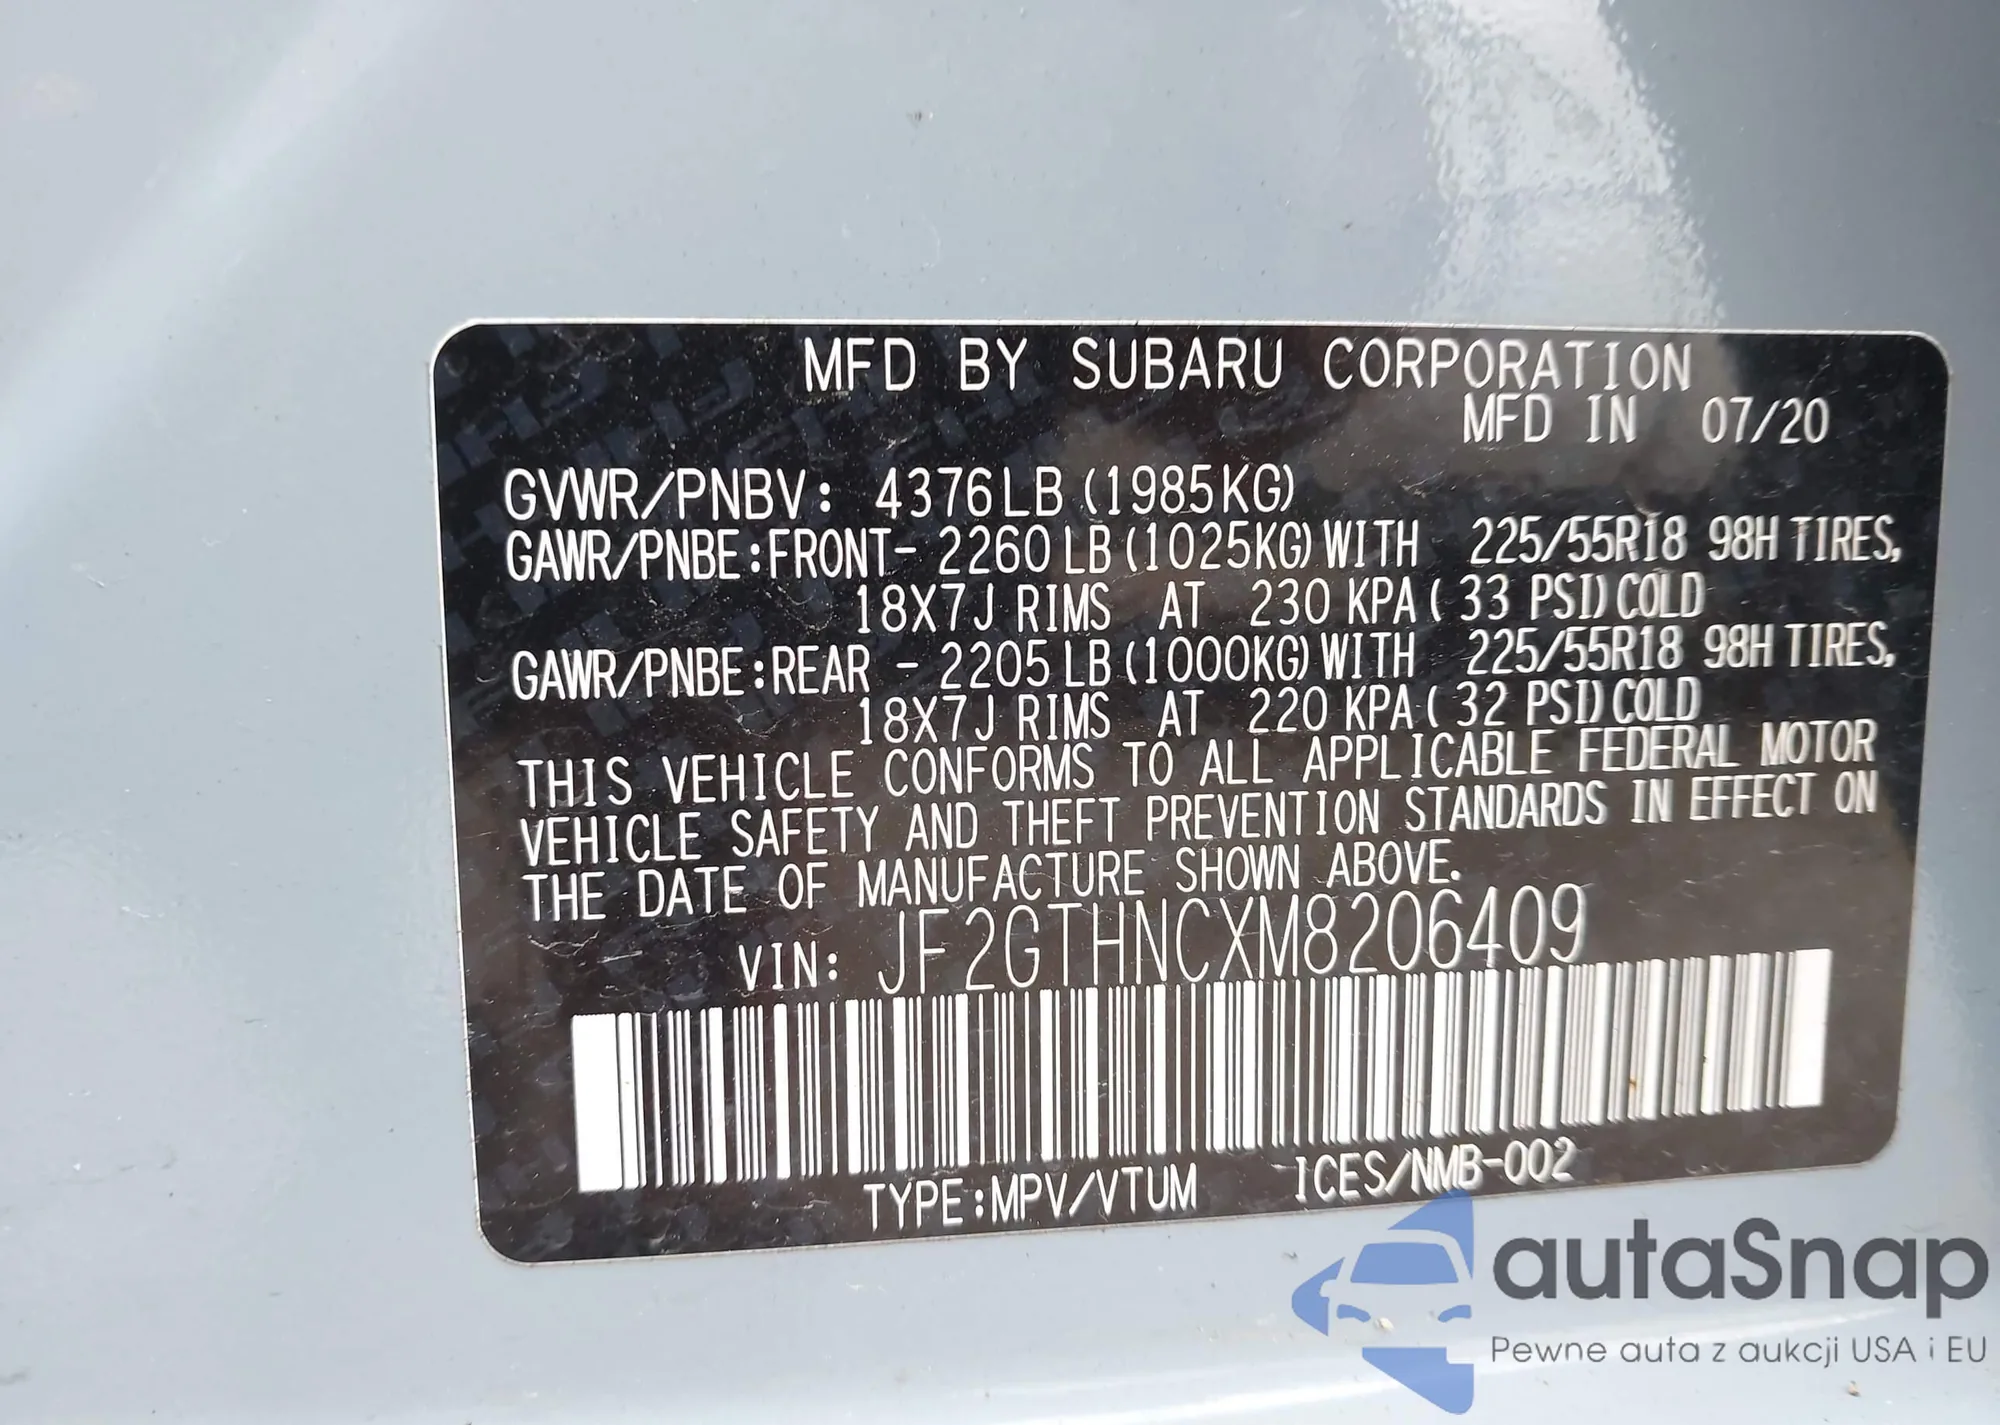 MFD BY SUBARU CORPORATION
MFD IN 07/20
GVWR/PNBV: 4376LB (1985KG)
GAWR/PNBE:FRONT- 2260 LB (1025KG) WITH 225/55R18 98H TIRES,
18X7J RIMS AT 230 KPA ( 33 PSI) COLD
GAWR/PNBE:REAR - 2205 LB (1000KG) WITH 225/55R18 98H TIRES,
18X7J RIMS AT 220 KPA ( 32 PSI) COLD
THIS VEHICLE CONFORMS TO ALL APPLICABLE FEDERAL MOTOR
VEHICLE SAFETY AND THEFT PREVENTION STANDARDS IN EFFECT ON
THE DATE OF MANUFACTURE SHOWN ABOVE.
VIN: JF2GTHNCXM8206409
TYPE:MPV/VTUM ICES/NMB-002
autaSnap
Pewne auta z aukcji USA i EU